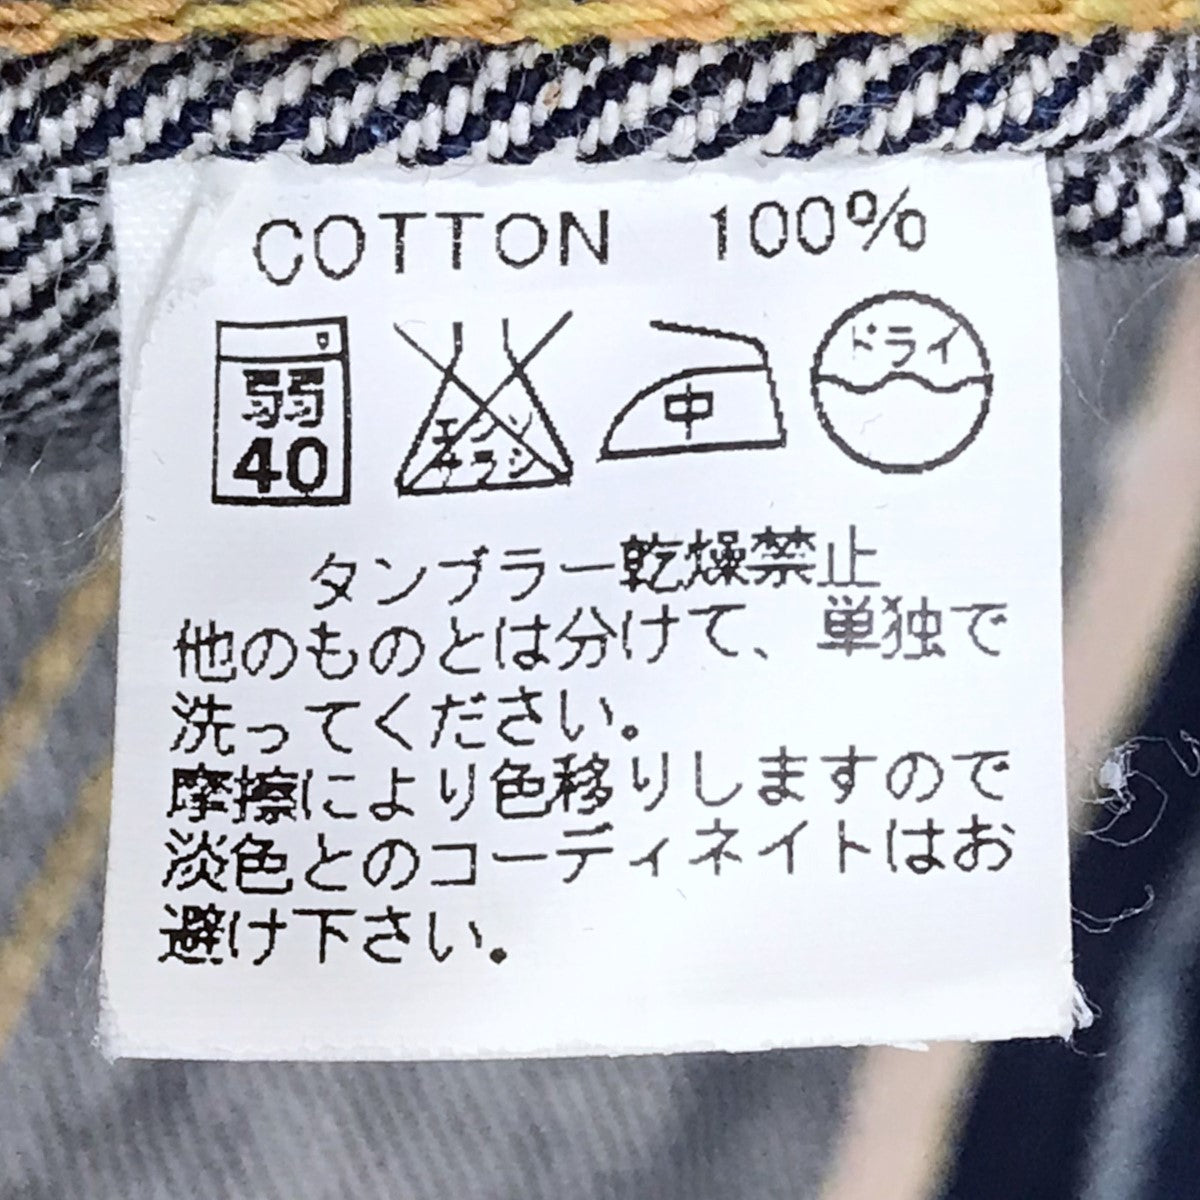 COTTON 100%
弱 40
エンソ サラシ
中
ドライ
タンブラー乾燥禁止
他のものとは分けて、単独で
洗ってください。
摩擦により色移りしますので
淡色とのコーディネイトはお
避け下さい。